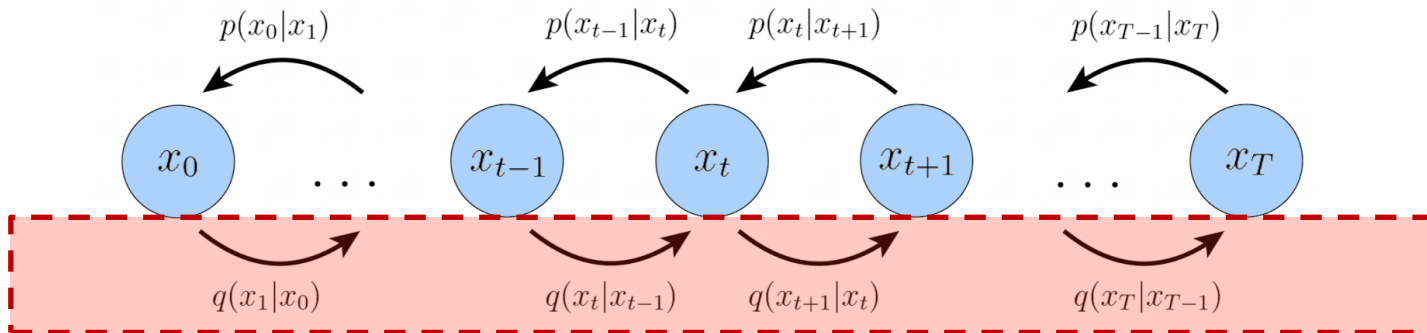 p(x_0|x_1) p(x_{t-1}|x_t) p(x_t|x_{t+1}) p(x_{T-1}|x_T)
x_0 . . . x_{t-1} x_t x_{t+1} . . . x_T
q(x_1|x_0) q(x_t|x_{t-1}) q(x_{t+1}|x_t) q(x_T|x_{T-1})